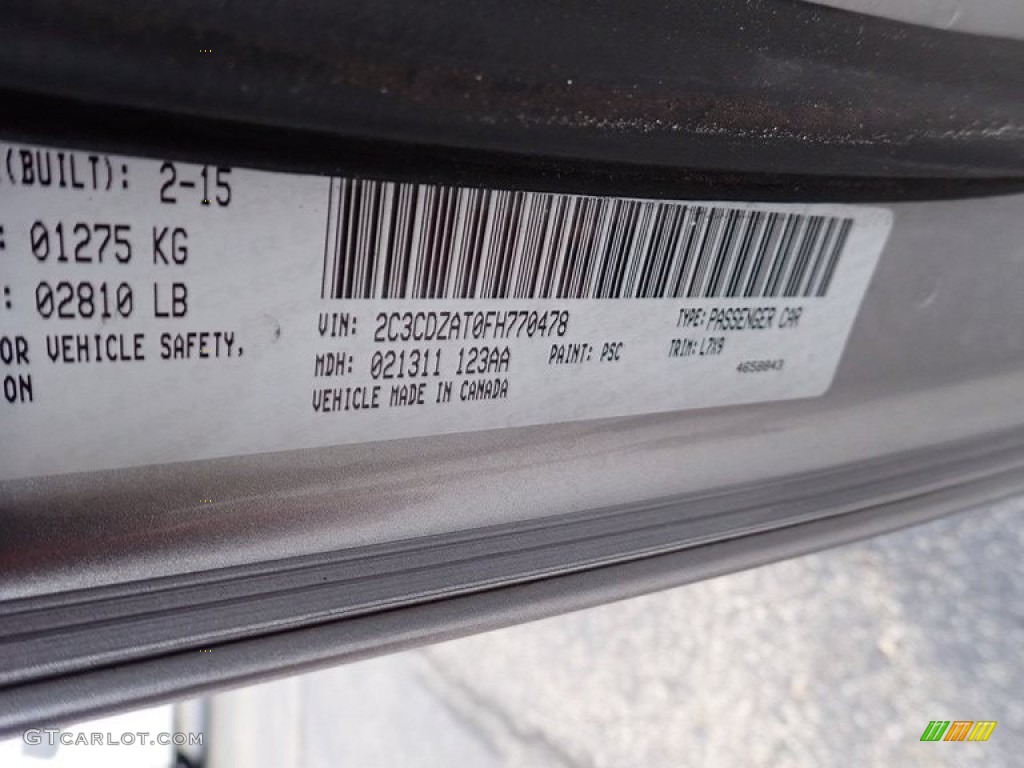 (BUILT): 2-15
01275 KG
02810 LB
OR VEHICLE SAFETY,
ON
VIN: 2C3CDZAT0FH770478
TYPE: PASSENGER CAR
MDH: 021311 123AA
PAINT: PSC
TRIM: L7X9
VEHICLE MADE IN CANADA
4658843
GTCARLOT.COM